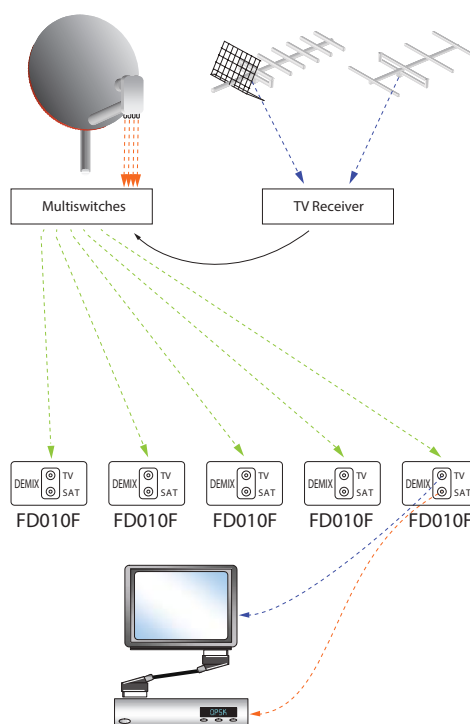 Multiswitches
TV Receiver
DEMIX
TV
SAT
FD010F
DEMIX
TV
SAT
FD010F
DEMIX
TV
SAT
FD010F
DEMIX
TV
SAT
FD010F
DEMIX
TV
SAT
FD010F
QPSK